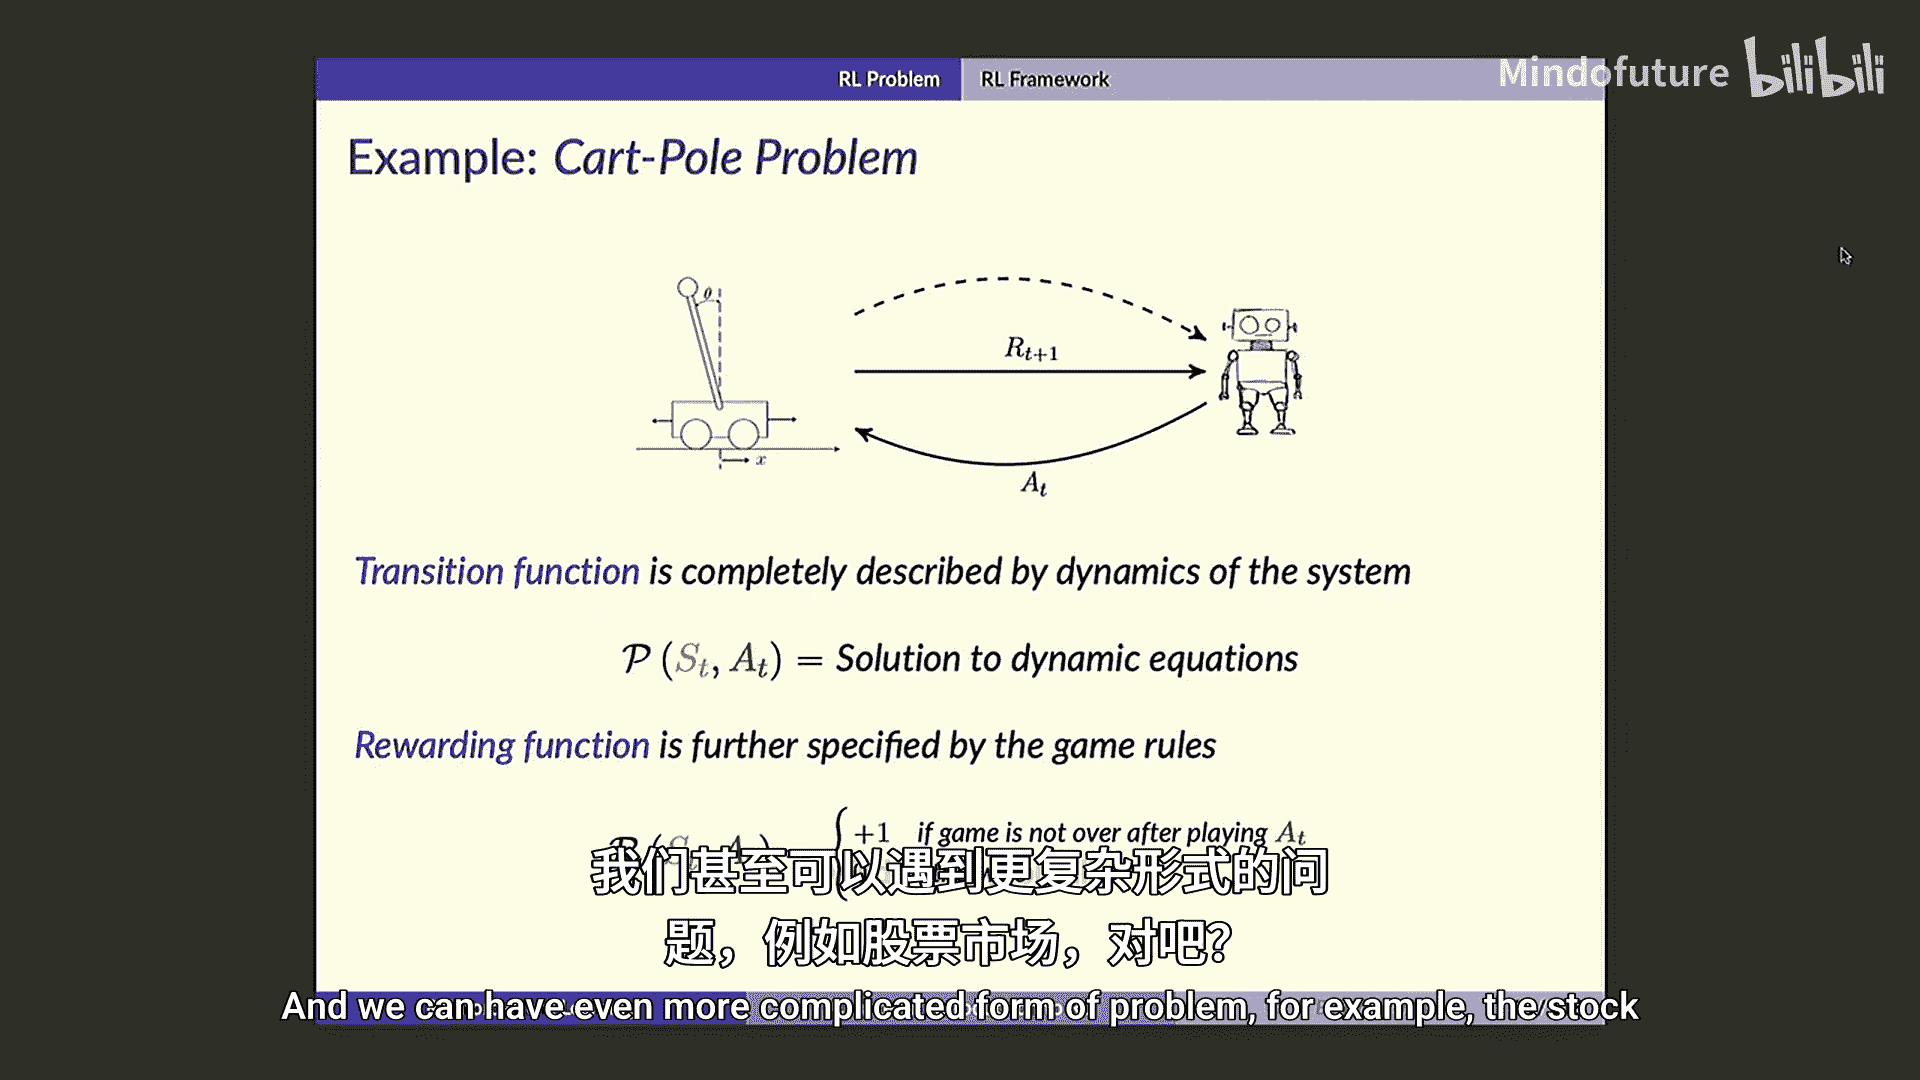 Mindofuture bilibili
RL Problem RL Framework
Example: Cart-Pole Problem
θ
R_{t+1}
x
A_t
Transition function is completely described by dynamics of the system
𝒫 (S_t, A_t) = Solution to dynamic equations
Rewarding function is further specified by the game rules
+1 if game is not over after playing A_t
我们甚至可以遇到更复杂形式的问
题，例如股票市场，对吧？
And we can have even more complicated form of problem, for example, the stock